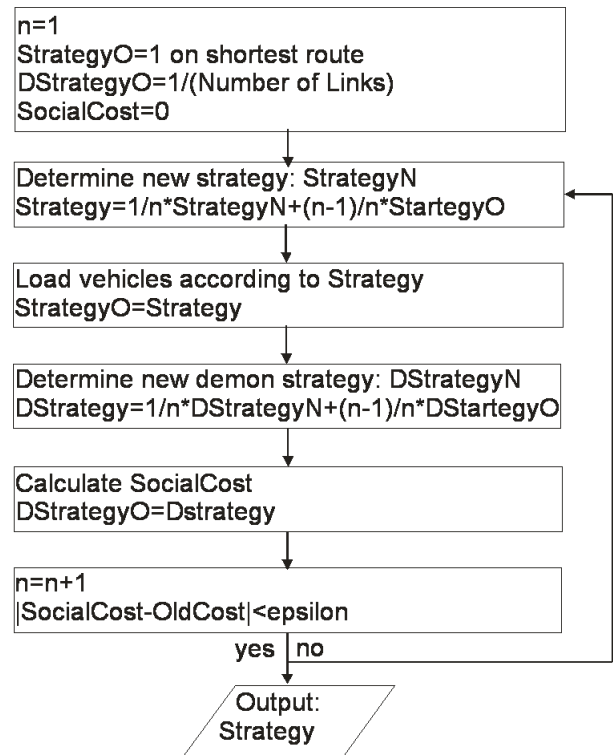 n=1
StrategyO=1 on shortest route
DStrategyO=1/(Number of Links)
SocialCost=0
Determine new strategy: StrategyN
Strategy=1/n*StrategyN+(n-1)/n*StartegyO
Load vehicles according to Strategy
StrategyO=Strategy
Determine new demon strategy: DStrategyN
DStrategy=1/n*DStrategyN+(n-1)/n*DStartegyO
Calculate SocialCost
DStrategyO=Dstrategy
n=n+1
|SocialCost-OldCost|<epsilon
yes no
Output:
Strategy